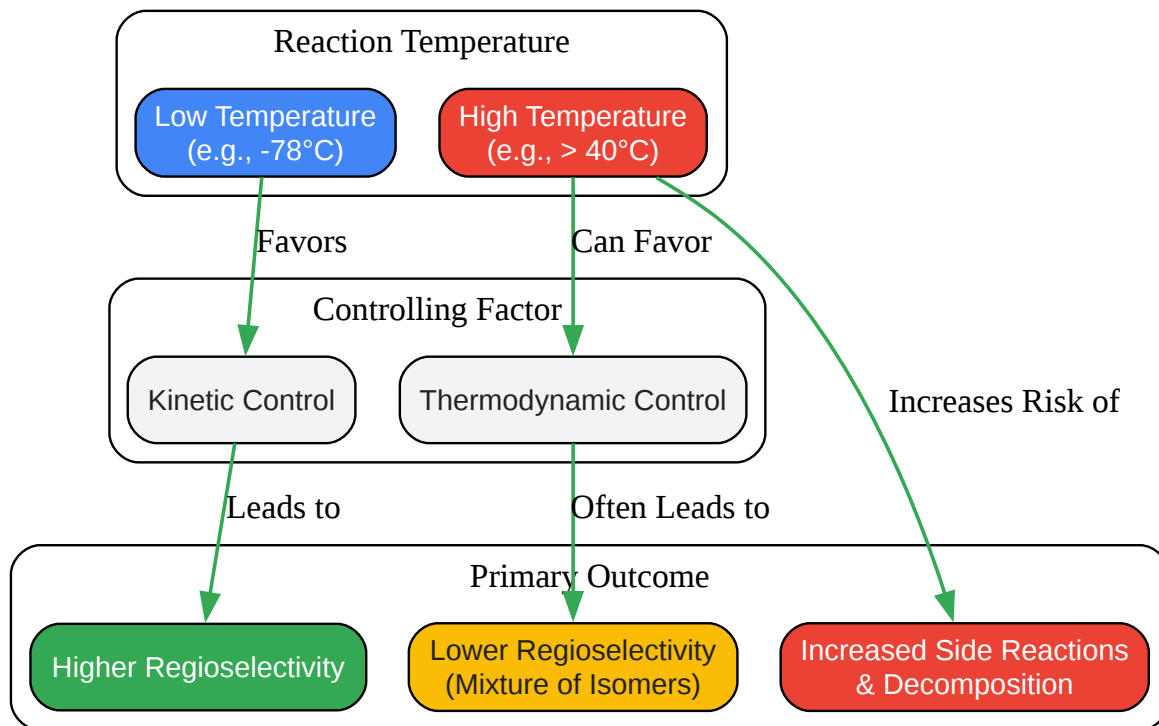 Reaction Temperature
Low Temperature
(e.g., -78°C)
High Temperature
(e.g., > 40°C)
Favors
Can Favor
Controlling Factor
Kinetic Control
Thermodynamic Control
Increases Risk of
Leads to
Often Leads to
Primary Outcome
Higher Regioselectivity
Lower Regioselectivity
(Mixture of Isomers)
Increased Side Reactions
& Decomposition